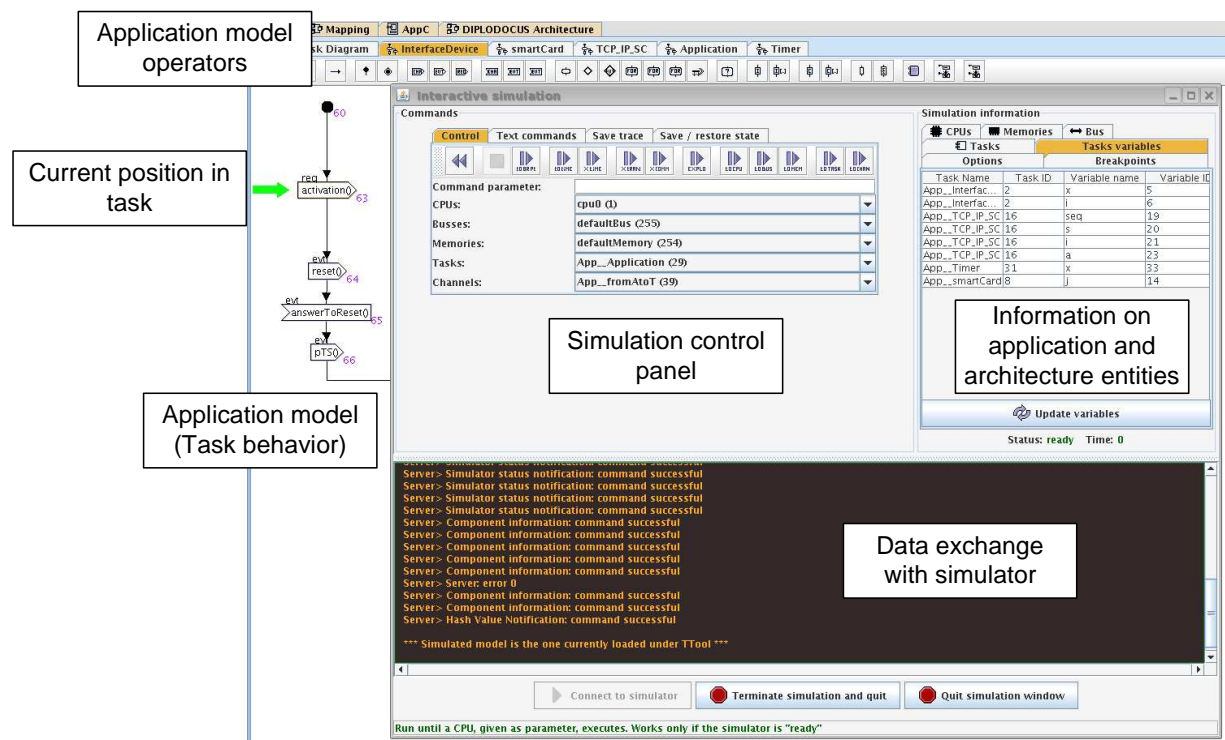 Application model
operators
Mapping AppC DIPLODOCUS Architecture
sk Diagram InterfaceDevice smartCard TCP_IP_SC Application Timer
60
Current position in
task
req
activation()
63
evt
reset()
64
evt
answerToReset()
65
evt
pTS()
66
Application model
(Task behavior)
Interactive simulation
Commands
Control Text commands Save trace Save / restore state
Command parameter:
CPUs: cpu0 (1)
Busses: defaultBus (255)
Memories: defaultMemory (254)
Tasks: App__Application (29)
Channels: App__fromAtoT (39)
Simulation control
panel
Simulation information
CPUs Memories Bus
Tasks Tasks variables
Options Breakpoints
Task Name Task ID Variable name Variable ID
App__Interfac... 2 x 5
App__Interfac... 2 i 6
App__TCP_IP_SC 16 seq 19
App__TCP_IP_SC 16 s 20
App__TCP_IP_SC 16 i 21
App__TCP_IP_SC 16 a 23
App__Timer 31 x 33
App__smartCard 8 j 14
Information on
application and
architecture entities
Update variables
Status: ready Time: 0
Server> Simulator status notification: command successful
Server> Simulator status notification: command successful
Server> Simulator status notification: command successful
Server> Simulator status notification: command successful
Server> Simulator status notification: command successful
Server> Component information: command successful
Server> Component information: command successful
Server> Component information: command successful
Server> Component information: command successful
Server> Component information: command successful
Server> Server: error 0
Server> Component information: command successful
Server> Component information: command successful
Server> Hash Value Notification: command successful
*** Simulated model is the one currently loaded under TTool ***
Data exchange
with simulator
Connect to simulator Terminate simulation and quit Quit simulation window
Run until a CPU, given as parameter, executes. Works only if the simulator is "ready"